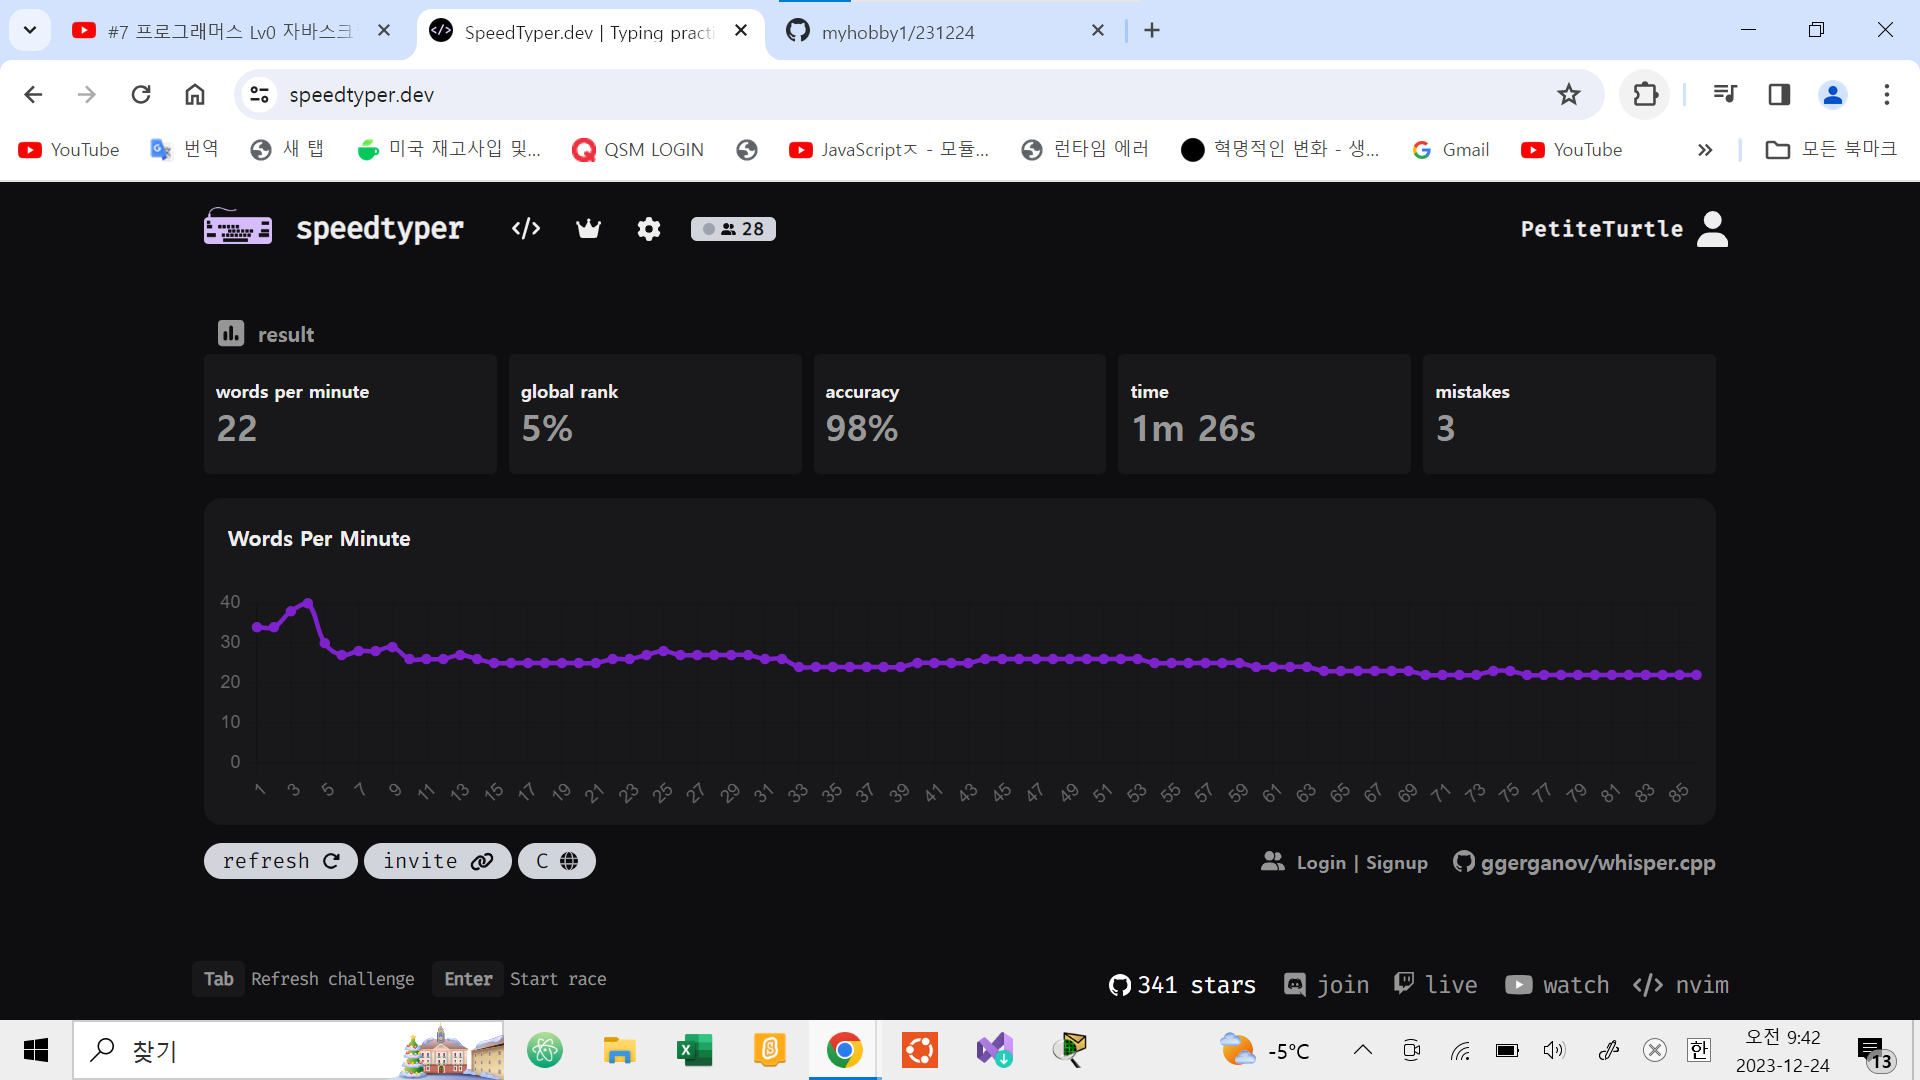 #7 프로그래머스 Lv0 자바스크
SpeedTyper.dev | Typing practi
myhobby1/231224
speedtyper.dev
YouTube
번역
새 탭
미국 재고사입 및...
QSM LOGIN
JavaScriptㅈ - 모듈...
런타임 에러
혁명적인 변화 - 생...
Gmail
YouTube
모든 북마크
speedtyper
28
PetiteTurtle
result
words per minute
22
global rank
5%
accuracy
98%
time
1m 26s
mistakes
3
Words Per Minute
40
30
20
10
0
1 3 5 7 9 11 13 15 17 19 21 23 25 27 29 31 33 35 37 39 41 43 45 47 49 51 53 55 57 59 61 63 65 67 69 71 73 75 77 79 81 83 85
refresh
invite
C
Login | Signup
ggerganov/whisper.cpp
Tab Refresh challenge
Enter Start race
341 stars
join
live
watch
nvim
찾기
-5℃
한
오전 9:42
2023-12-24
13